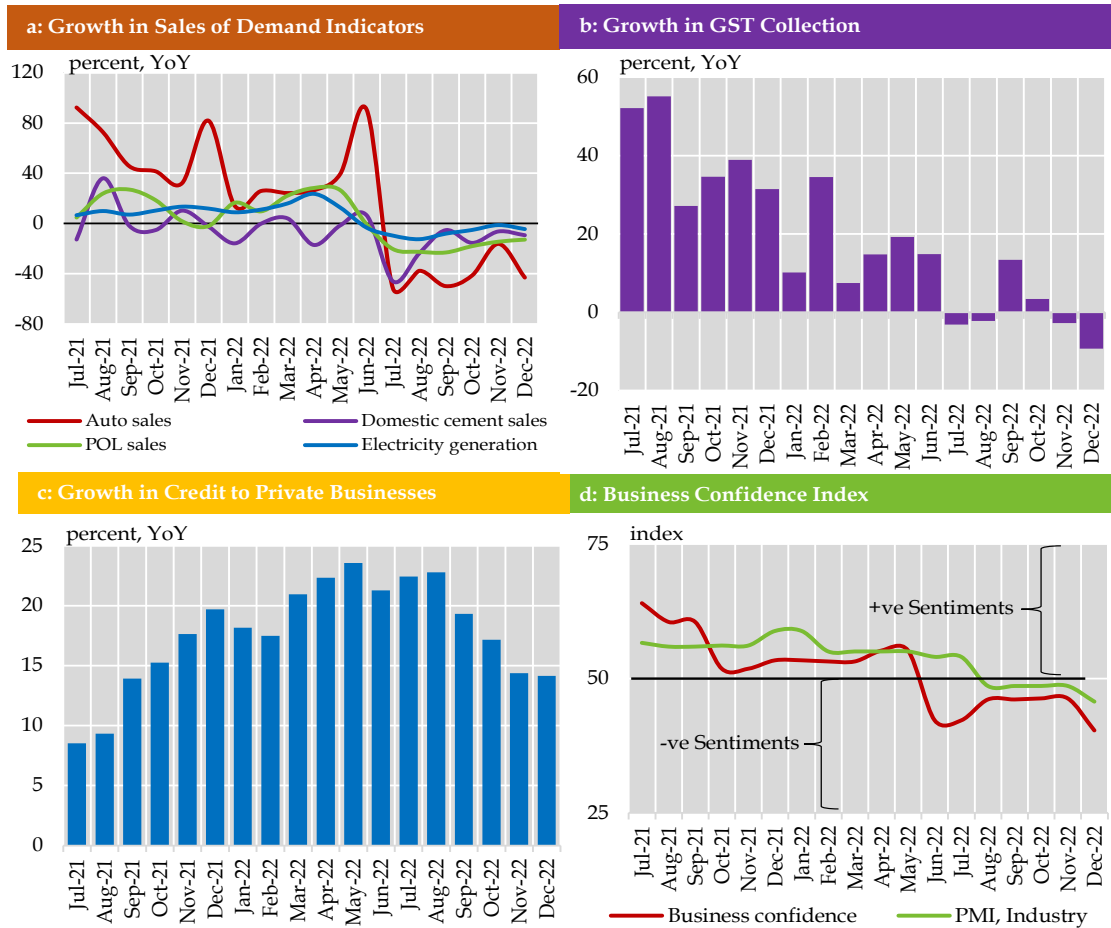 a: Growth in Sales of Demand Indicators
percent, YoY
120
80
40
0
-40
-80
Jul-21
Aug-21
Sep-21
Oct-21
Nov-21
Dec-21
Jan-22
Feb-22
Mar-22
Apr-22
May-22
Jun-22
Jul-22
Aug-22
Sep-22
Oct-22
Nov-22
Dec-22
Auto sales
Domestic cement sales
POL sales
Electricity generation
b: Growth in GST Collection
percent, YoY
60
40
20
0
-20
Jul-21
Aug-21
Sep-21
Oct-21
Nov-21
Dec-21
Jan-22
Feb-22
Mar-22
Apr-22
May-22
Jun-22
Jul-22
Aug-22
Sep-22
Oct-22
Nov-22
Dec-22
c: Growth in Credit to Private Businesses
percent, YoY
25
20
15
10
5
0
Jul-21
Aug-21
Sep-21
Oct-21
Nov-21
Dec-21
Jan-22
Feb-22
Mar-22
Apr-22
May-22
Jun-22
Jul-22
Aug-22
Sep-22
Oct-22
Nov-22
Dec-22
d: Business Confidence Index
index
75
50
25
+ve Sentiments
-ve Sentiments
Jul-21
Aug-21
Sep-21
Oct-21
Nov-21
Dec-21
Jan-22
Feb-22
Mar-22
Apr-22
May-22
Jun-22
Jul-22
Aug-22
Sep-22
Oct-22
Nov-22
Dec-22
Business confidence
PMI, Industry